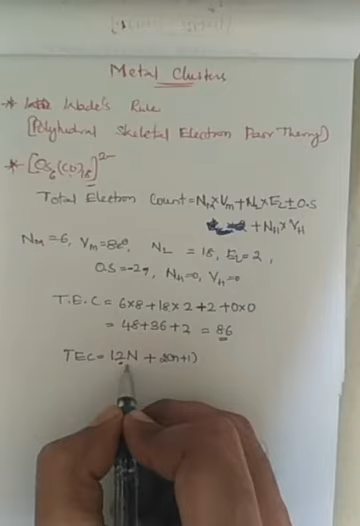 Metal Clusters
* Wade's Rule
[Polyhedral Skeletal Electron Pair Theory)
* [Os6(CO)18]2-
Total Electron Count=NM×VM+NL×EL±O.S
+NH×VH
NM=6, VM=8e-, NL = 18, EL=2,
O.S=-2, NH=0, VH=0
T.E.C = 6×8+18×2+2+0×0
= 48+36+2 = 86
TEC=12N + 2(n+1)